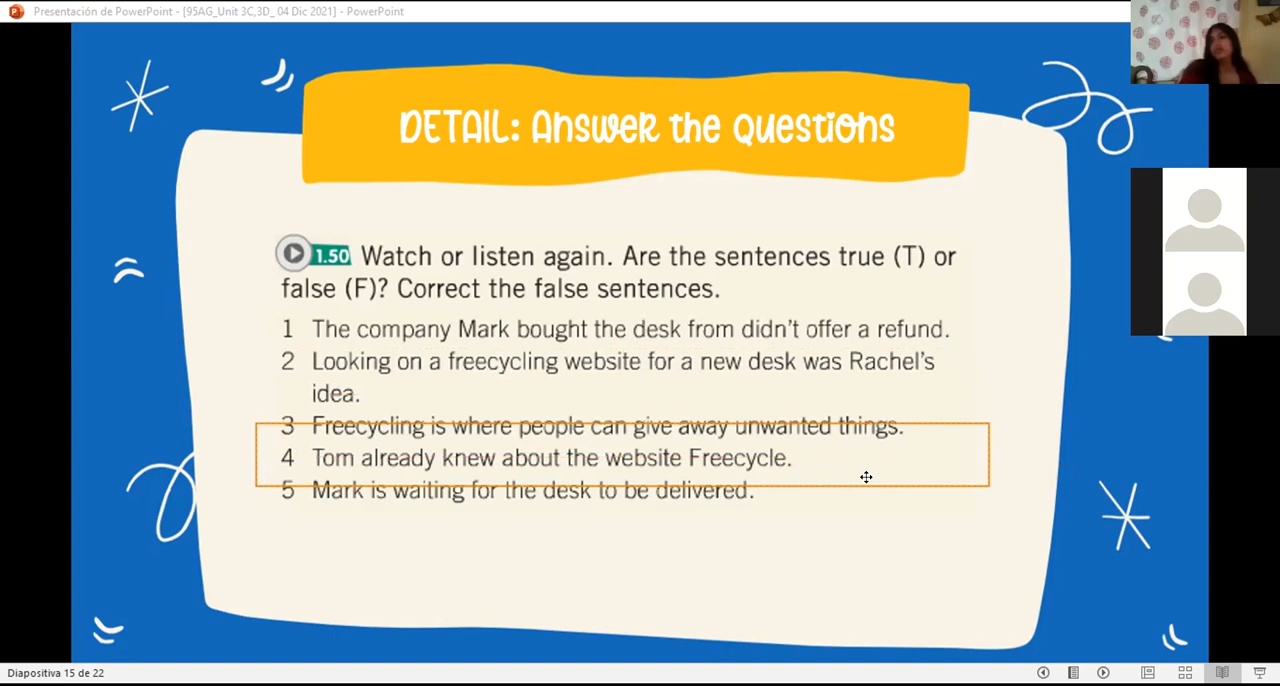 Presentación de PowerPoint - [95AG_Unit 3C,3D_ 04 Dic 2021] - PowerPoint
DETAIL: Answer the questions
1.50 Watch or listen again. Are the sentences true (T) or
false (F)? Correct the false sentences.
1 The company Mark bought the desk from didn't offer a refund.
2 Looking on a freecycling website for a new desk was Rachel's
idea.
3 Freecycling is where people can give away unwanted things.
4 Tom already knew about the website Freecycle.
5 Mark is waiting for the desk to be delivered.
Diapositiva 15 de 22